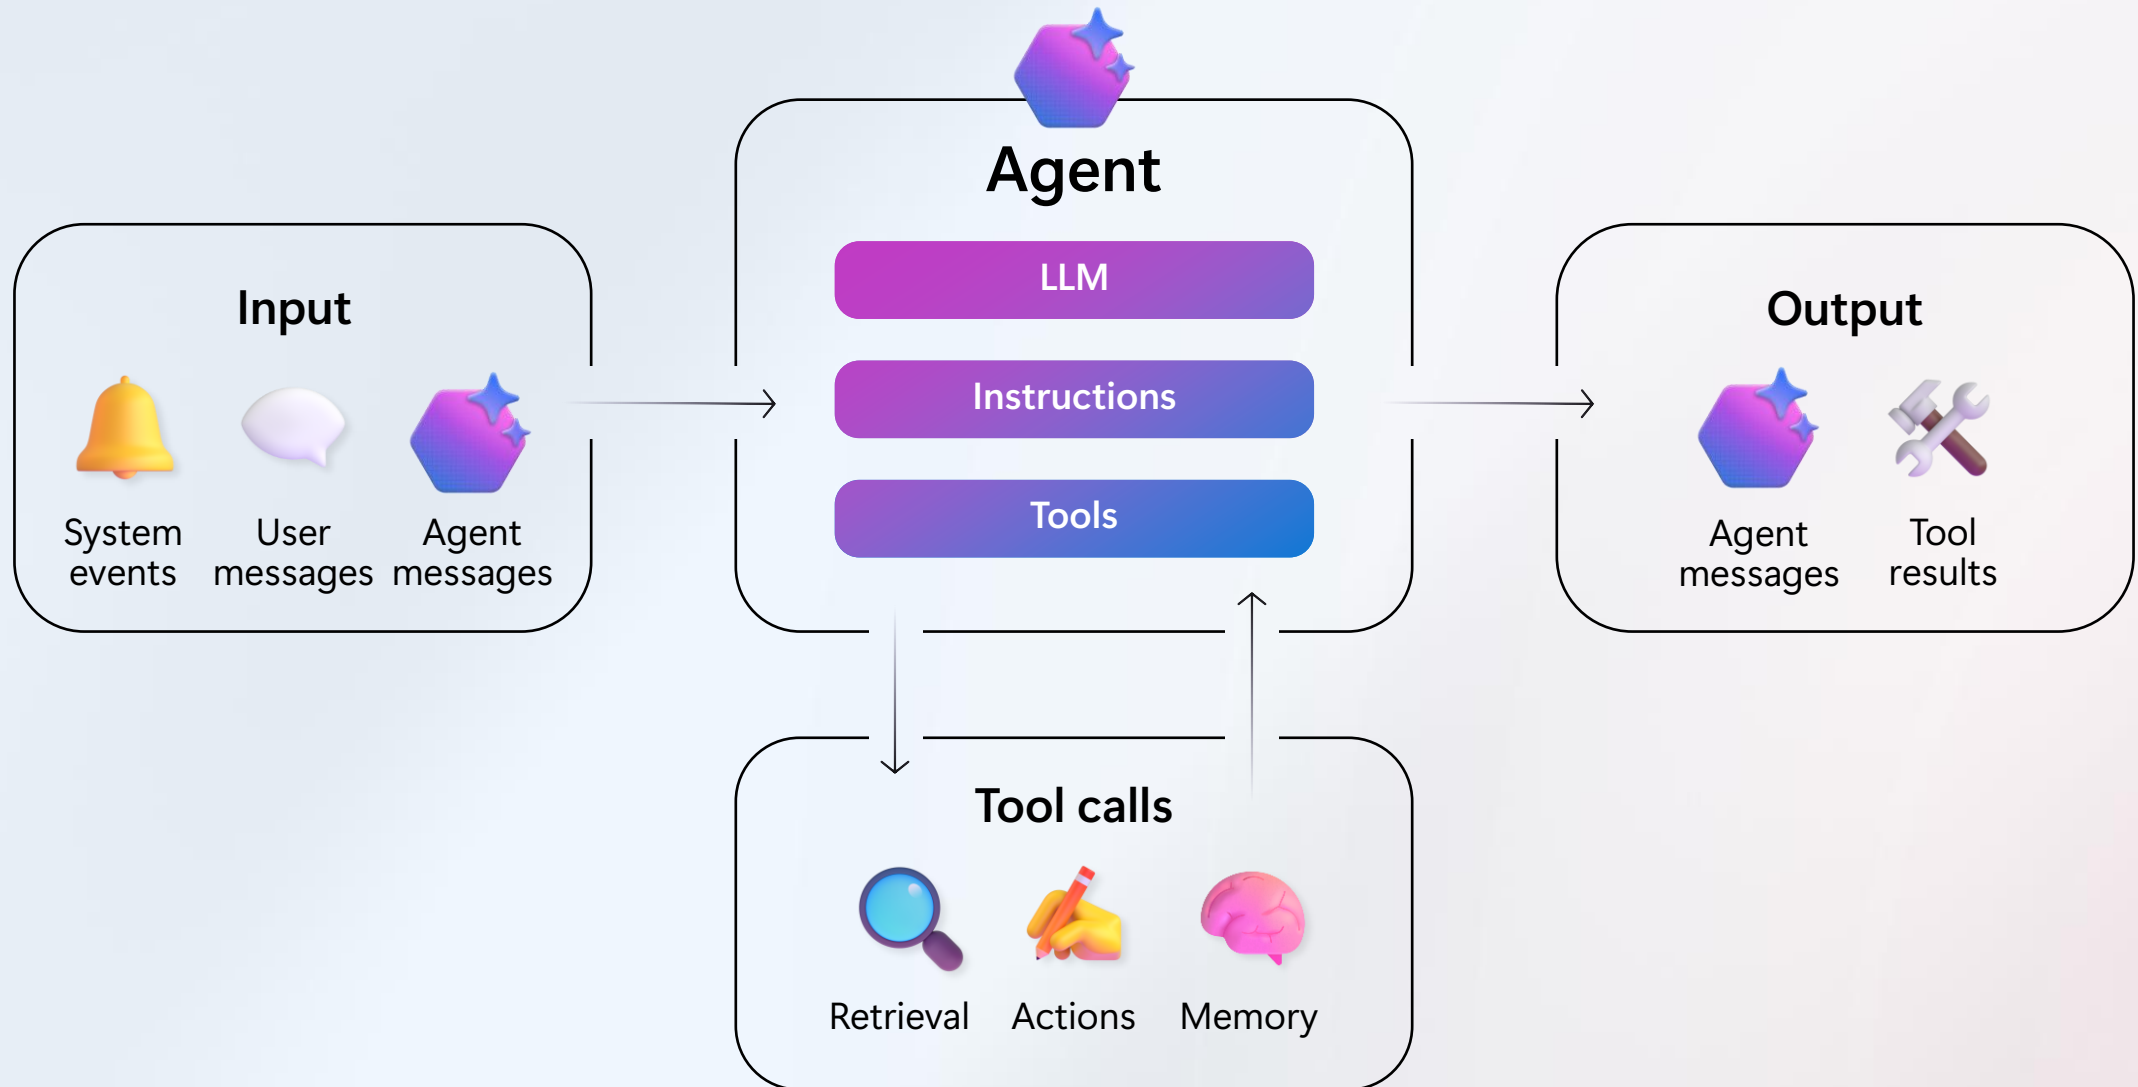 Agent
LLM
Instructions
Tools
Input
System
events
User
messages
Agent
messages
Output
Agent
messages
Tool
results
Tool calls
Retrieval
Actions
Memory